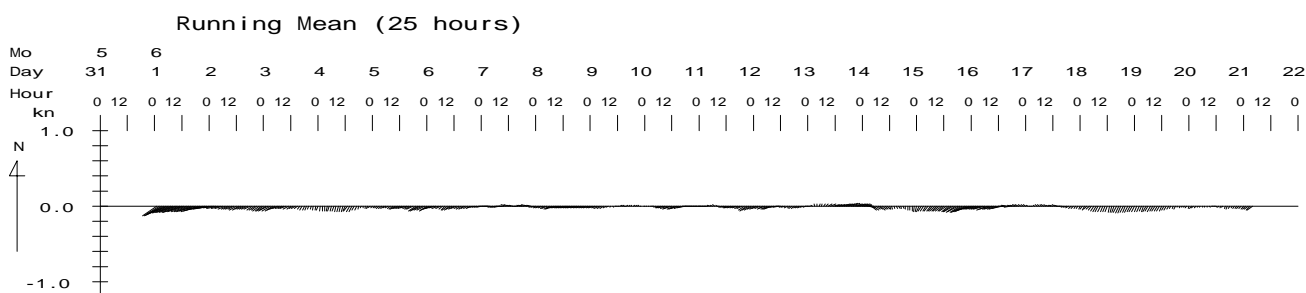 Running Mean (25 hours)
Mo 5 6
Day 31 1 2 3 4 5 6 7 8 9 10 11 12 13 14 15 16 17 18 19 20 21 22
Hour 0 12 0 12 0 12 0 12 0 12 0 12 0 12 0 12 0 12 0 12 0 12 0 12 0 12 0 12 0 12 0 12 0 12 0 12 0 12 0 12 0 12 0 12 0
kn
1.0
N
0.0
-1.0